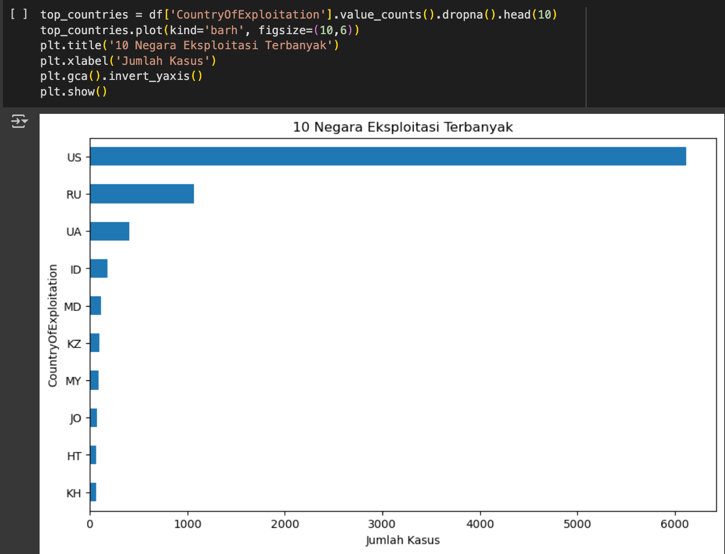 [ ] top_countries = df['CountryOfExploitation'].value_counts().dropna().head(10)
top_countries.plot(kind='barh', figsize=(10,6))
plt.title('10 Negara Eksploitasi Terbanyak')
plt.xlabel('Jumlah Kasus')
plt.gca().invert_yaxis()
plt.show()
10 Negara Eksploitasi Terbanyak
CountryOfExploitation
US
RU
UA
ID
MD
KZ
MY
JO
HT
KH
0 1000 2000 3000 4000 5000 6000
Jumlah Kasus